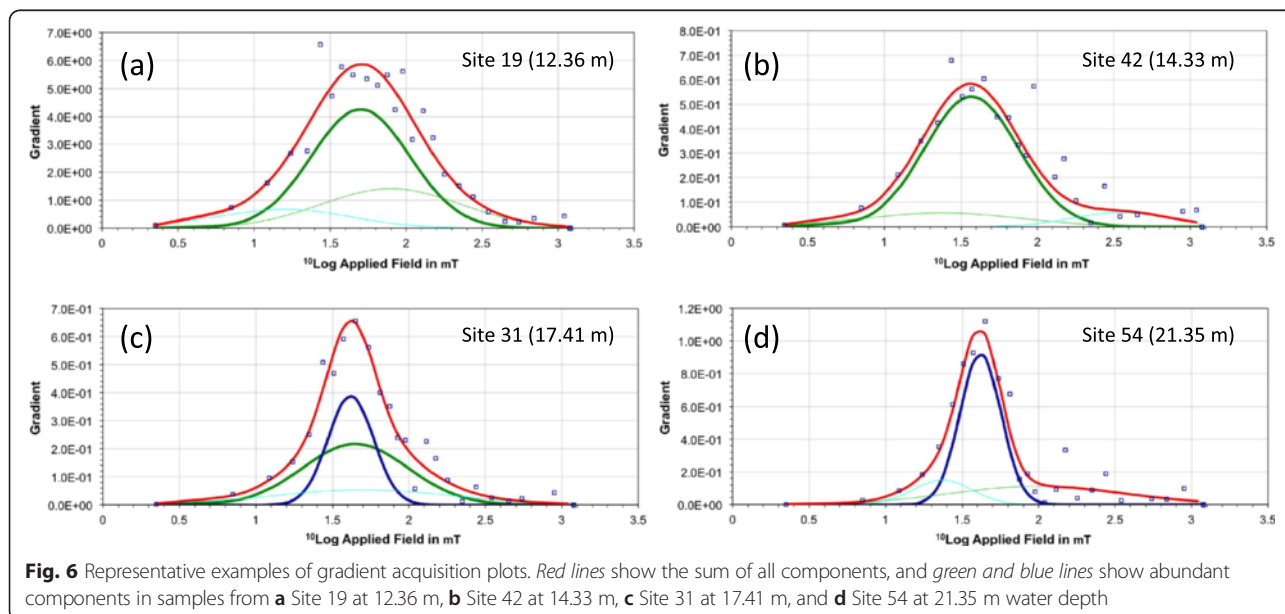 (a)
Site 19 (12.36 m)
Gradient
7.0E+00
6.0E+00
5.0E+00
4.0E+00
3.0E+00
2.0E+00
1.0E+00
0.0E+00
0 0.5 1 1.5 2 2.5 3 3.5
¹⁰Log Applied Field in mT
(b)
Site 42 (14.33 m)
Gradient
8.0E-01
7.0E-01
6.0E-01
5.0E-01
4.0E-01
3.0E-01
2.0E-01
1.0E-01
0.0E+00
0 0.5 1 1.5 2 2.5 3 3.5
¹⁰Log Applied Field in mT
(c)
Site 31 (17.41 m)
Gradient
7.0E-01
6.0E-01
5.0E-01
4.0E-01
3.0E-01
2.0E-01
1.0E-01
0.0E+00
0 0.5 1 1.5 2 2.5 3 3.5
¹⁰Log Applied Field in mT
(d)
Site 54 (21.35 m)
Gradient
1.2E+00
1.0E+00
8.0E-01
6.0E-01
4.0E-01
2.0E-01
0.0E+00
0 0.5 1 1.5 2 2.5 3 3.5
¹⁰Log Applied Field in mT
Fig. 6 Representative examples of gradient acquisition plots. Red lines show the sum of all components, and green and blue lines show abundant
components in samples from a Site 19 at 12.36 m, b Site 42 at 14.33 m, c Site 31 at 17.41 m, and d Site 54 at 21.35 m water depth